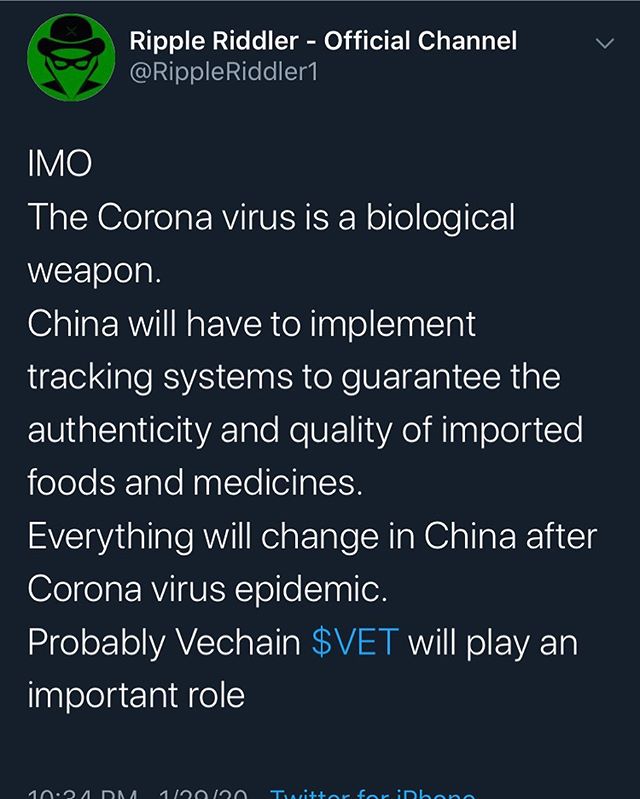 Ripple Riddler - Official Channel
@RippleRiddler1
IMO
The Corona virus is a biological
weapon.
China will have to implement
tracking systems to guarantee the
authenticity and quality of imported
foods and medicines.
Everything will change in China after
Corona virus epidemic.
Probably Vechain $VET will play an
important role
10:34 PM 1/29/20 Twitter for iPhone